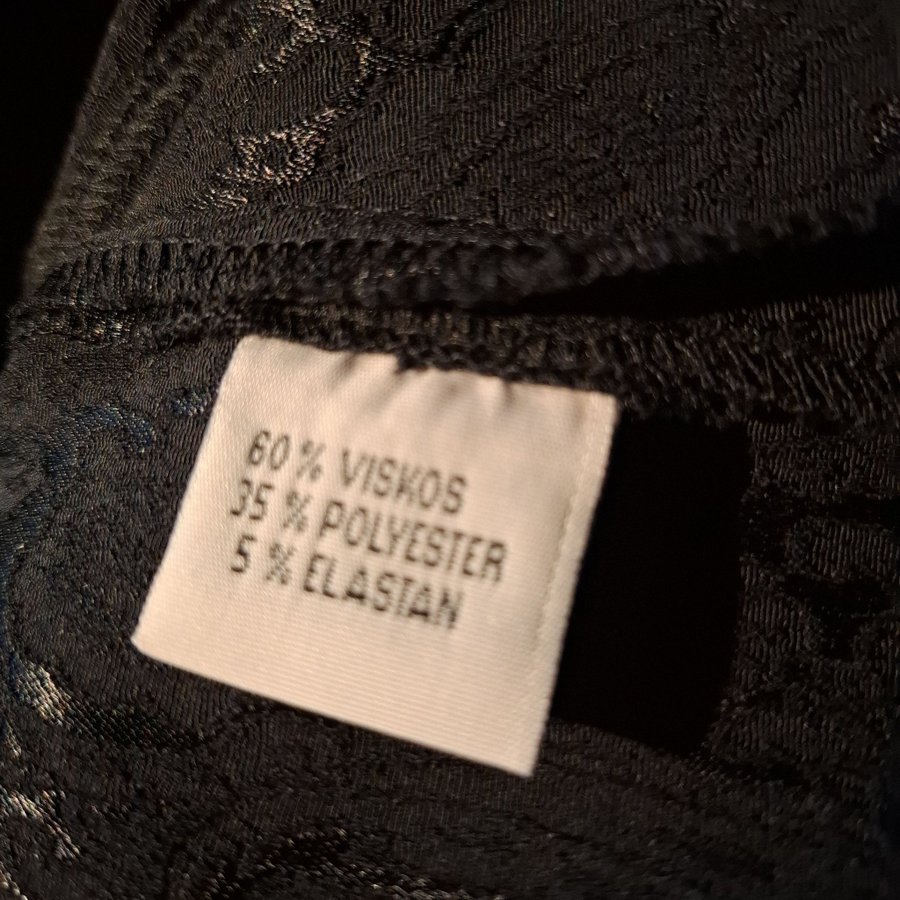 60 % VISKOS
35 % POLYESTER
5 % ELASTAN